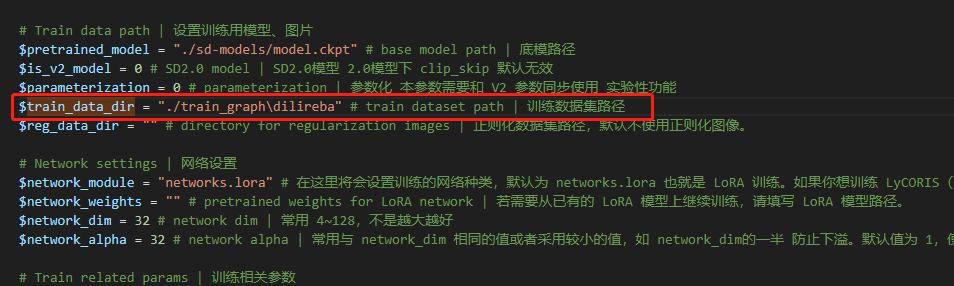 # Train data path | 设置训练用模型、图片
$pretrained_model = "./sd-models/model.ckpt" # base model path | 底模路径
$is_v2_model = 0 # SD2.0 model | SD2.0模型 2.0模型下 clip_skip 默认无效
$parameterization = 0 # parameterization | 参数化 本参数需要和 V2 参数同步使用 实验性功能
$train_data_dir = "./train_graph\dilireba" # train dataset path | 训练数据集路径
$reg_data_dir = "" # directory for regularization images | 正则化数据集路径，默认不使用正则化图像。
# Network settings | 网络设置
$network_module = "networks.lora" # 在这里将会设置训练的网络种类，默认为 networks.lora 也就是 LoRA 训练。如果你想训练 LyCORIS（
$network_weights = "" # pretrained weights for LoRA network | 若需要从已有的 LoRA 模型上继续训练，请填写 LoRA 模型路径。
$network_dim = 32 # network dim | 常用 4~128，不是越大越好
$network_alpha = 32 # network alpha | 常用与 network_dim 相同的值或者采用较小的值，如 network_dim的一半 防止下溢。默认值为 1，
# Train related params | 训练相关参数